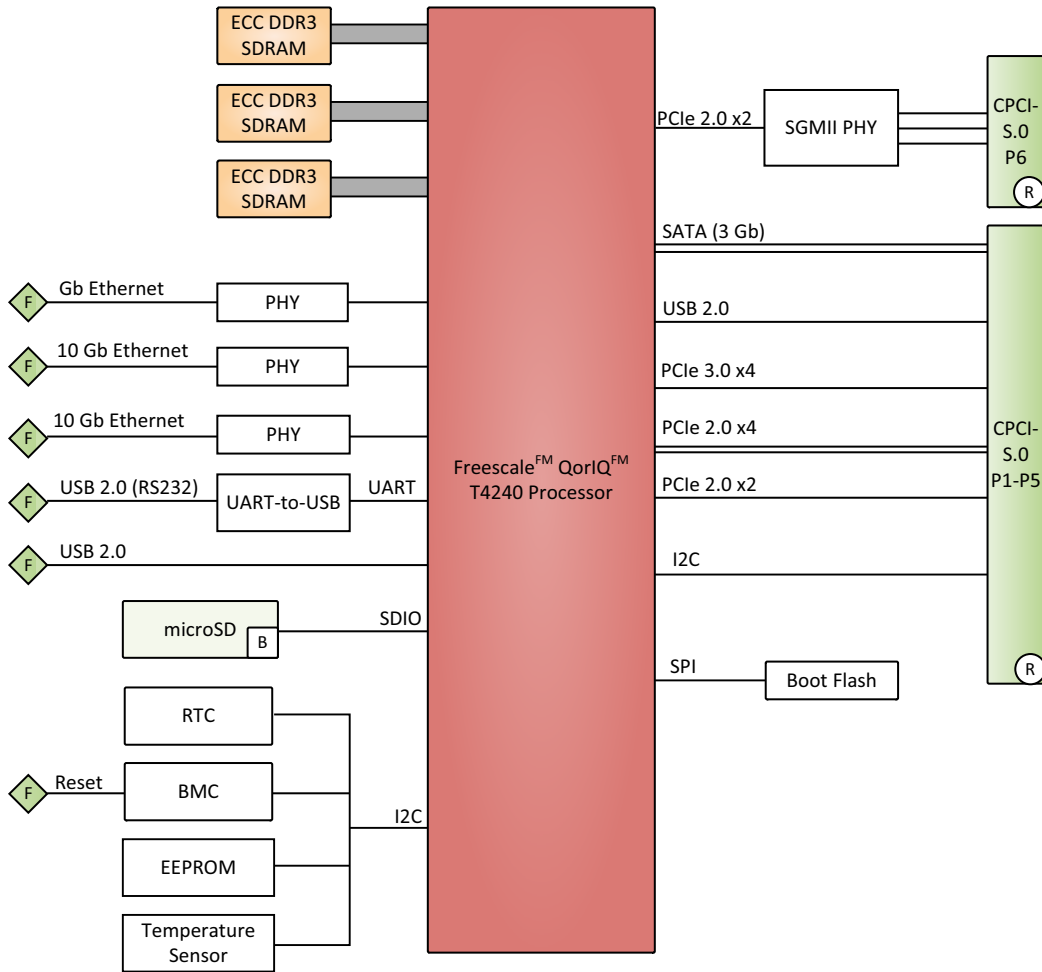 ECC DDR3
SDRAM
ECC DDR3
SDRAM
ECC DDR3
SDRAM
PCIe 2.0 x2
SGMII PHY
CPCI-
S.0
P6
R
SATA (3 Gb)
F
Gb Ethernet
PHY
USB 2.0
F
10 Gb Ethernet
PHY
PCIe 3.0 x4
F
10 Gb Ethernet
PHY
PCIe 2.0 x4
CPCI-
S.0
P1-P5
Freescale^FM QorIQ^FM
T4240 Processor
F
USB 2.0 (RS232)
UART-to-USB
UART
PCIe 2.0 x2
F
USB 2.0
I2C
microSD
B
SDIO
SPI
Boot Flash
R
RTC
F
Reset
BMC
I2C
EEPROM
Temperature
Sensor